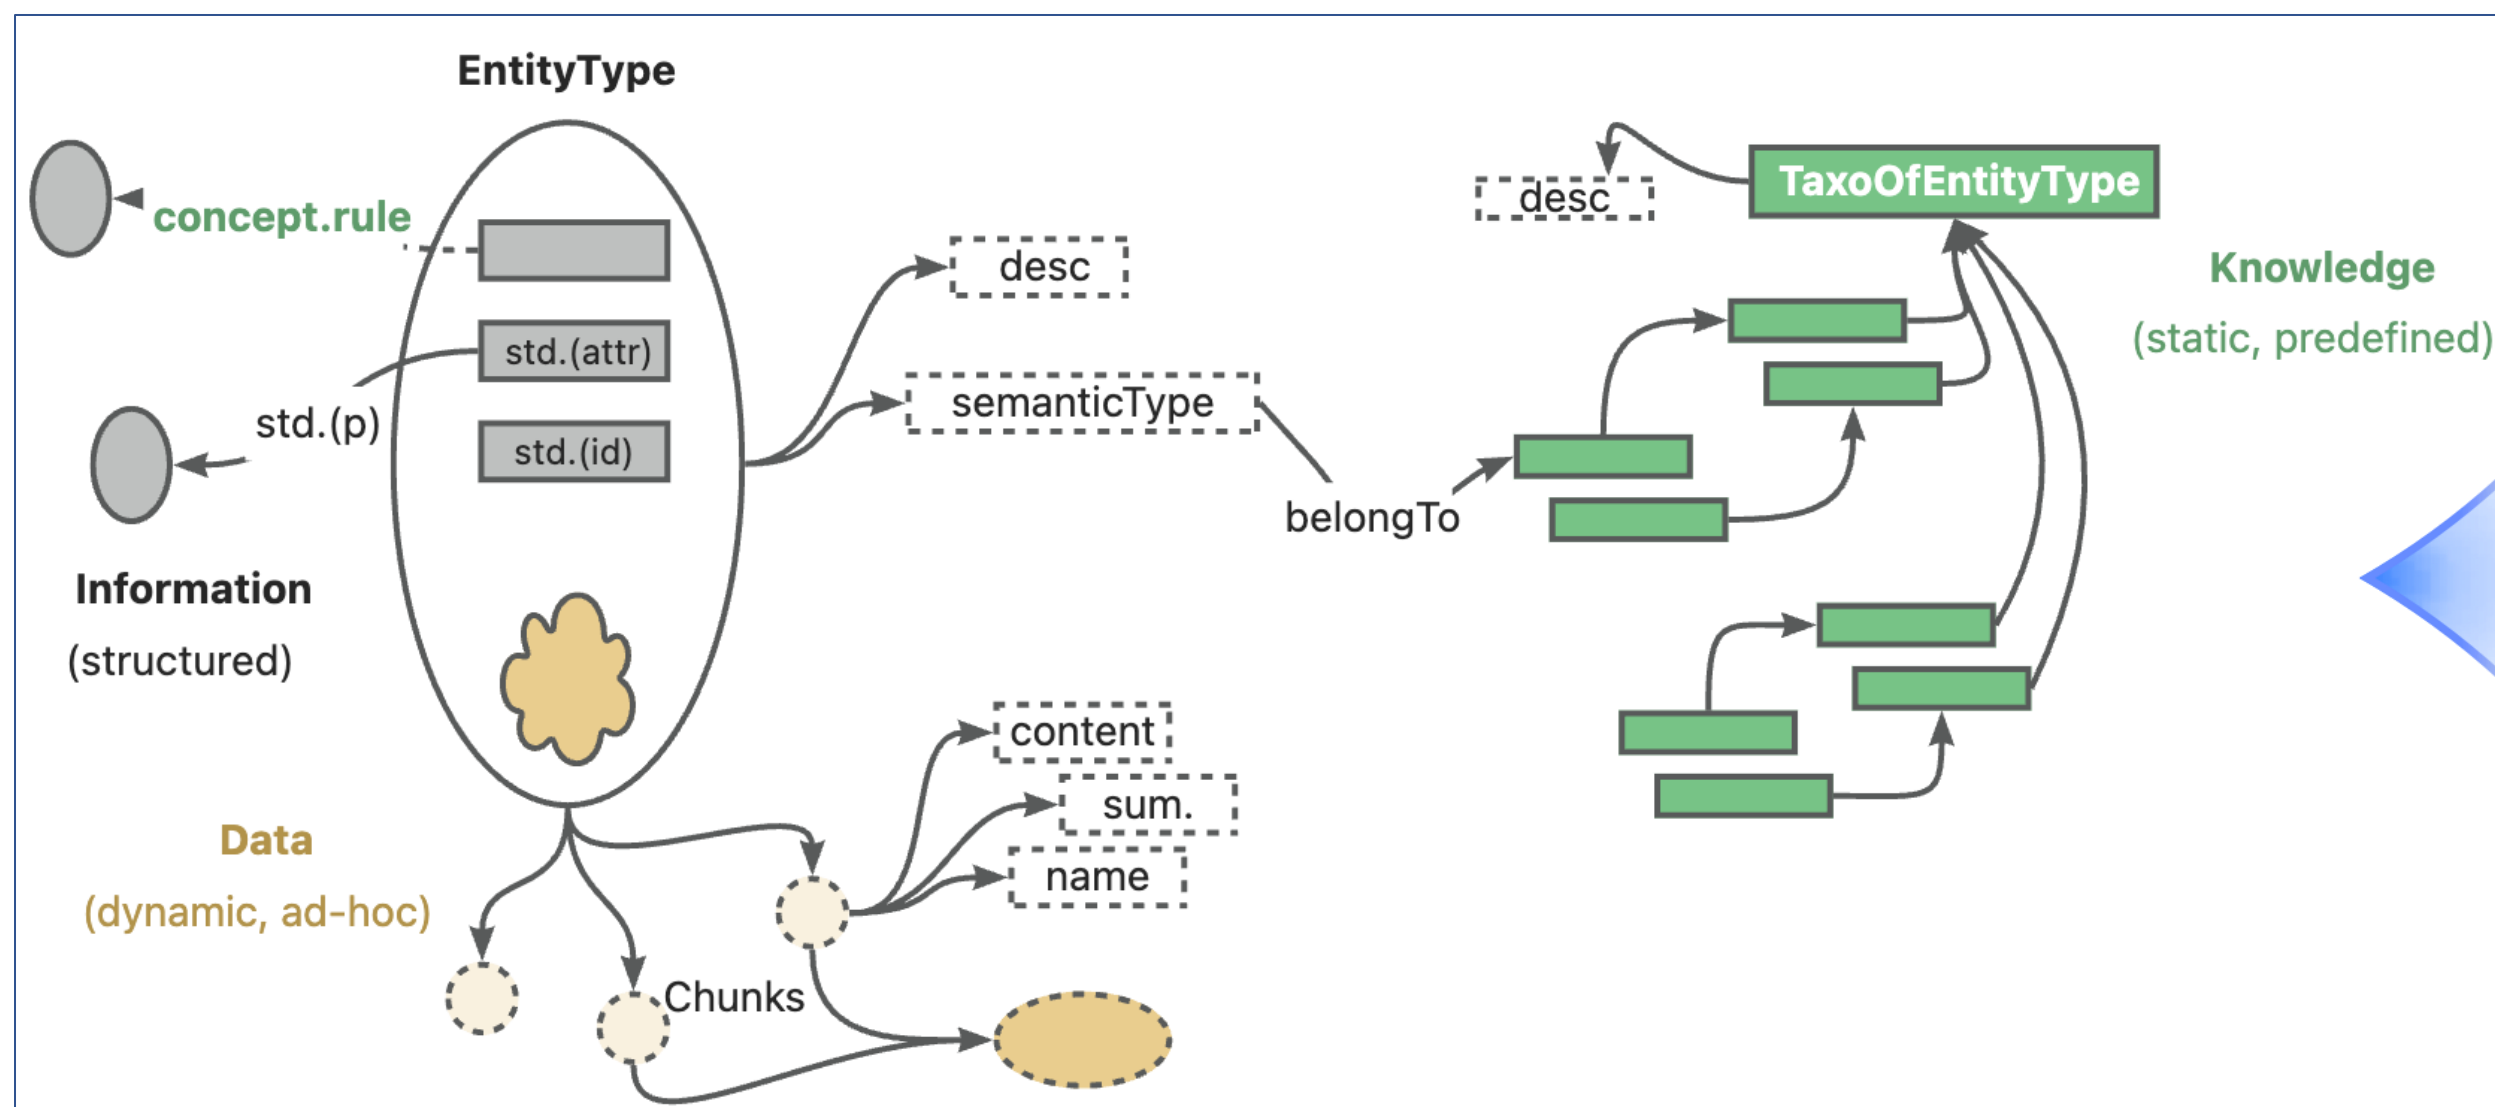 EntityType
concept.rule
std.(attr)
std.(p)
std.(id)
Information
(structured)
desc
semanticType
belongTo
desc
TaxoOfEntityType
Knowledge
(static, predefined)
Data
(dynamic, ad-hoc)
content
sum.
name
Chunks